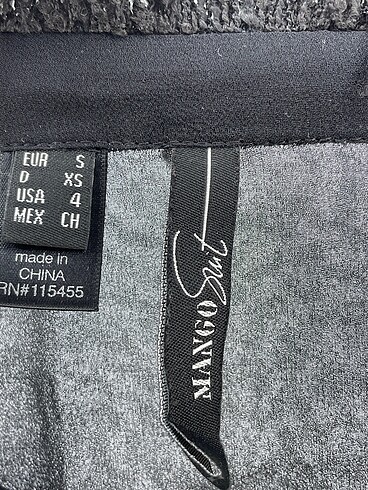 EUR S
D XS
USA 4
MEX CH
made in
CHINA
RN#115455
MANGO Suit